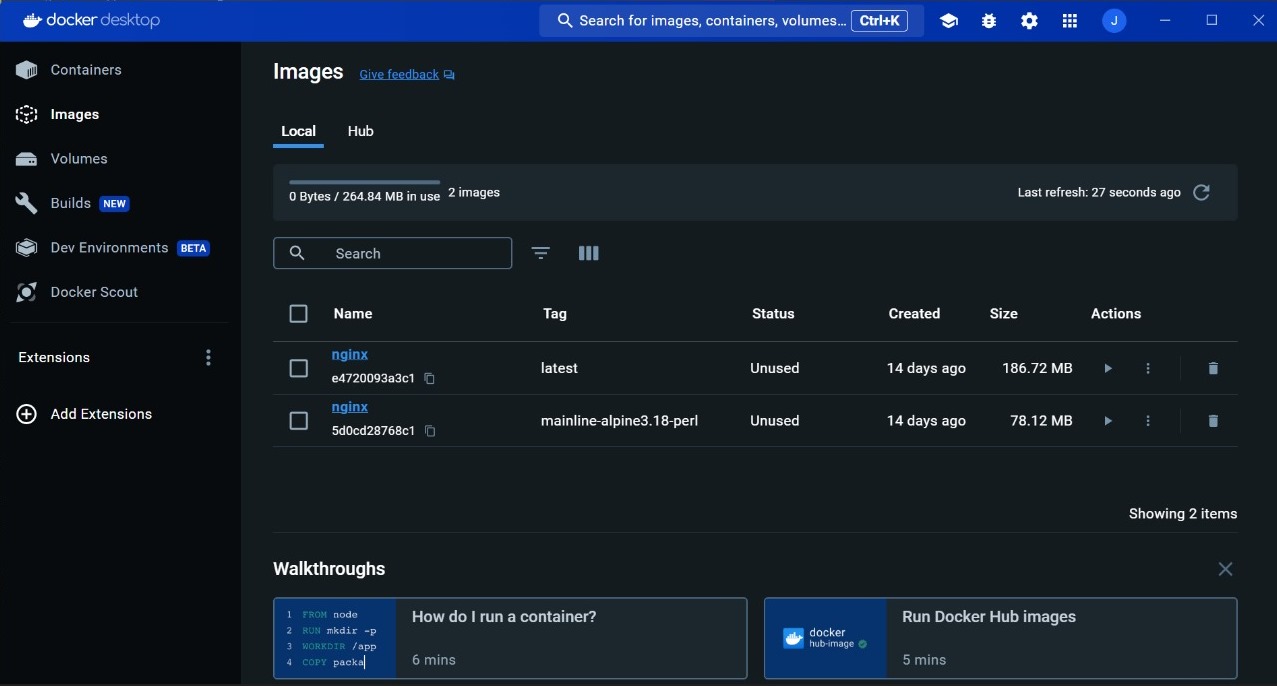 docker desktop
Search for images, containers, volumes... Ctrl+K
J
Containers
Images
Volumes
Builds NEW
Dev Environments BETA
Docker Scout
Extensions
Add Extensions
Images Give feedback
Local Hub
0 Bytes / 264.84 MB in use 2 images
Last refresh: 27 seconds ago
Search
Name Tag Status Created Size Actions
nginx
e4720093a3c1
latest Unused 14 days ago 186.72 MB
nginx
5d0cd28768c1
mainline-alpine3.18-perl Unused 14 days ago 78.12 MB
Showing 2 items
Walkthroughs
1 FROM node
2 RUN mkdir -p
3 WORKDIR /app
4 COPY packa
How do I run a container?
6 mins
docker
hub-image
Run Docker Hub images
5 mins